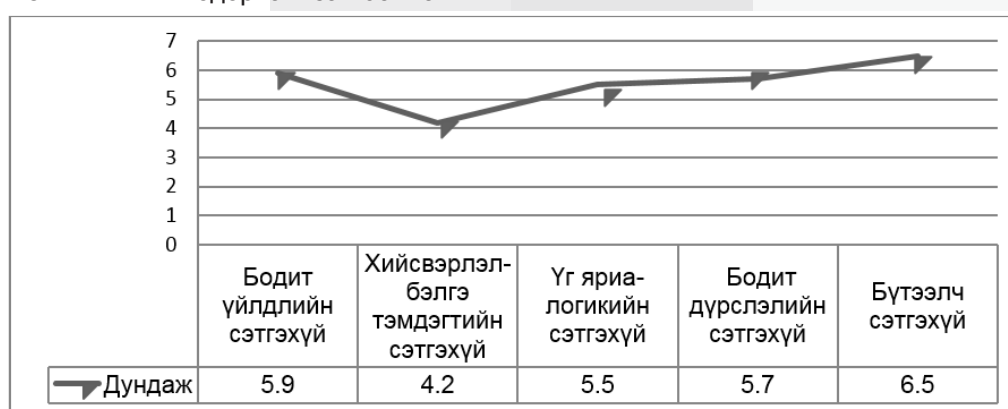 7
6
5
4
3
2
1
0
Бодит үйлдлийн сэтгэхүй
Хийсвэрлэл-бэлгэ тэмдэгтийн сэтгэхүй
Үг яриа-логикийн сэтгэхүй
Бодит дүрслэлийн сэтгэхүй
Бүтээлч сэтгэхүй
Дундаж 5.9 4.2 5.5 5.7 6.5